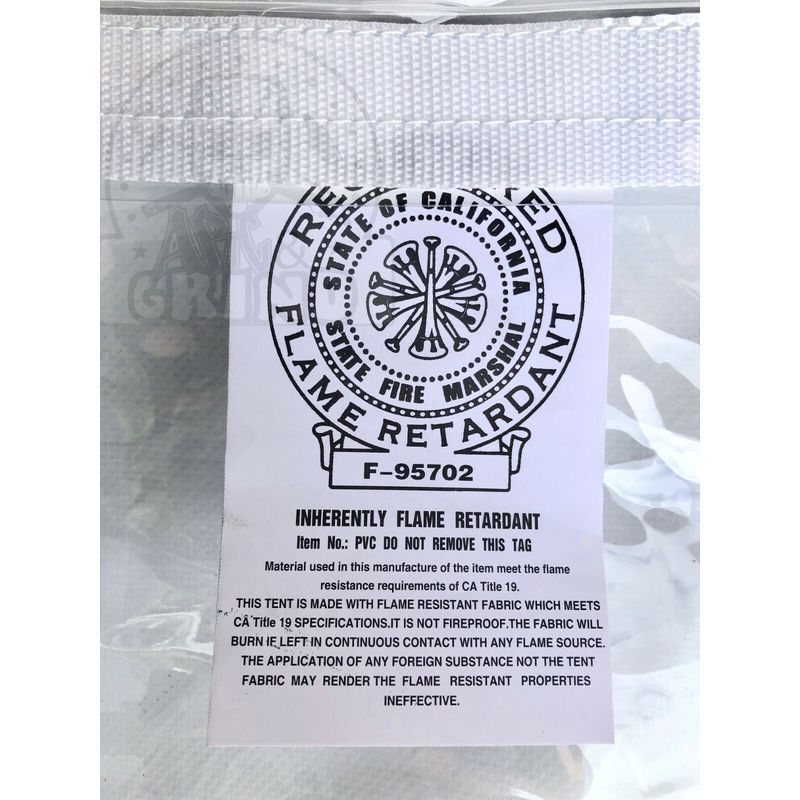 STATE OF CALIFORNIA
STATE FIRE MARSHAL
FLAME RETARDANT
F-95702
INHERENTLY FLAME RETARDANT
Item No.: PVC DO NOT REMOVE THIS TAG
Material used in this manufacture of the item meet the flame
resistance requirements of CA Title 19.
THIS TENT IS MADE WITH FLAME RESISTANT FABRIC WHICH MEETS
CA Title 19 SPECIFICATIONS.IT IS NOT FIREPROOF.THE FABRIC WILL
BURN IF LEFT IN CONTINUOUS CONTACT WITH ANY FLAME SOURCE.
THE APPLICATION OF ANY FOREIGN SUBSTANCE NOT THE TENT
FABRIC MAY RENDER THE FLAME RESISTANT PROPERTIES
INEFFECTIVE.